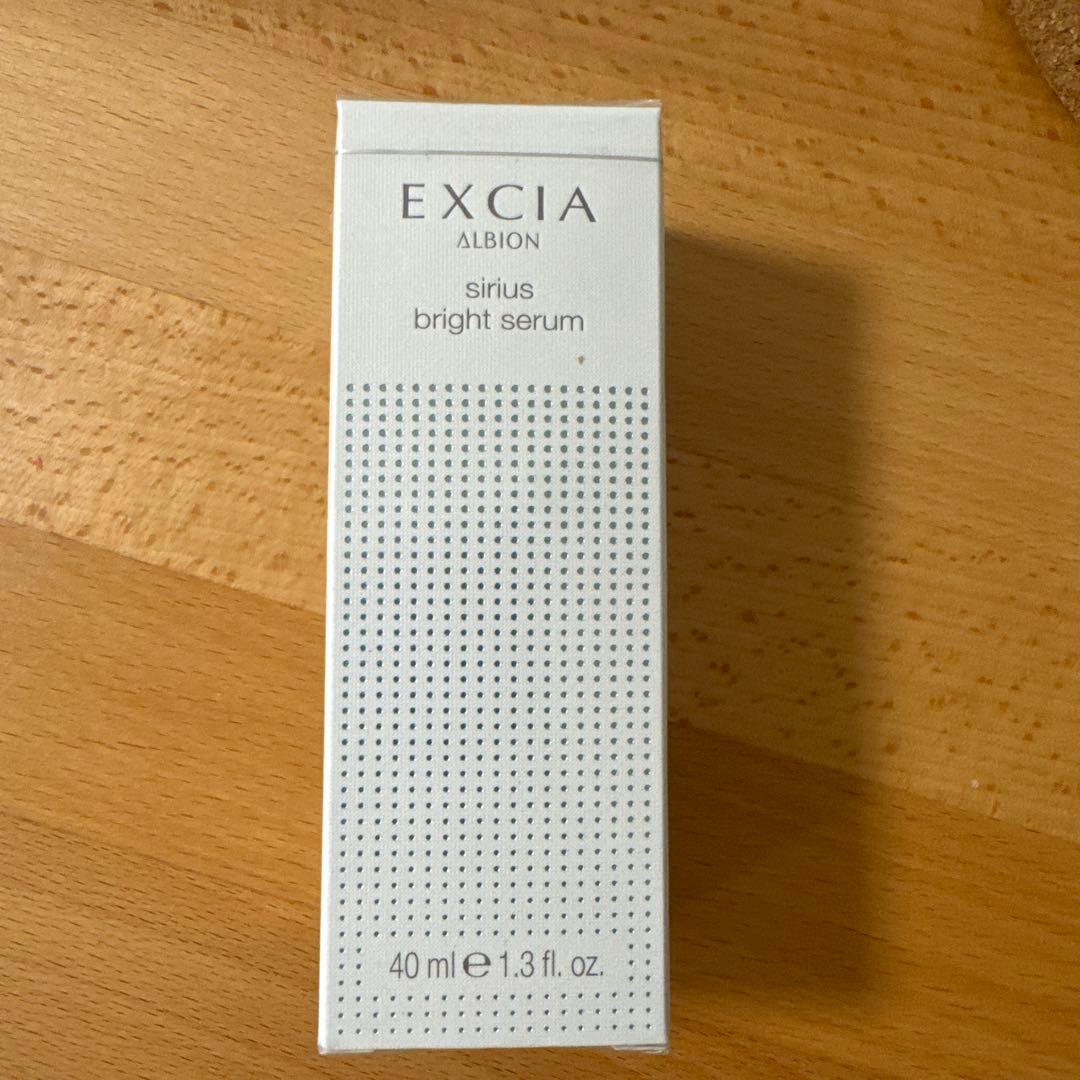 EXCIA
ALBION
sirius
bright serum
40 ml ℮ 1.3 fl. oz.